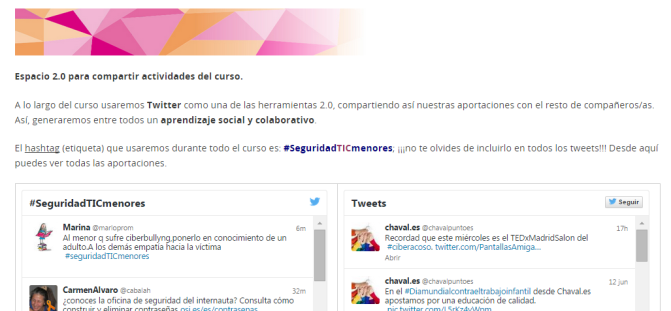 Espacio 2.0 para compartir actividades del curso.
A lo largo del curso usaremos Twitter como una de las herramientas 2.0, compartiendo así nuestras aportaciones con el resto de compañeros/as.
Así, generaremos entre todos un aprendizaje social y colaborativo.
El hashtag (etiqueta) que usaremos durante todo el curso es: #SeguridadTICmenores; ¡¡¡no te olvides de incluirlo en todos los tweets!!! Desde aquí
puedes ver todas las aportaciones.
#SeguridadTICmenores
Marina @marioprom 6m
Al menor q sufre ciberbullyng,ponerlo en conocimiento de un
adulto.A los demás empatía hacia la victima
#seguridadTICmenores
CarmenAlvaro @cabalah 32m
¿conoces la oficina de seguridad del internauta? Consulta cómo
construir y eliminar contraseñas osi.es/es/contrasenas
Tweets
Seguir
chaval.es @chavalpuntoes 17h
Recordad que este miércoles es el TEDxMadridSalon del
#ciberacoso. twitter.com/PantallasAmiga...
Abrir
chaval.es @chavalpuntoes 12 jun
En el #Diamundialcontraeltrabajoinfantil desde Chaval.es
apostamos por una educación de calidad.